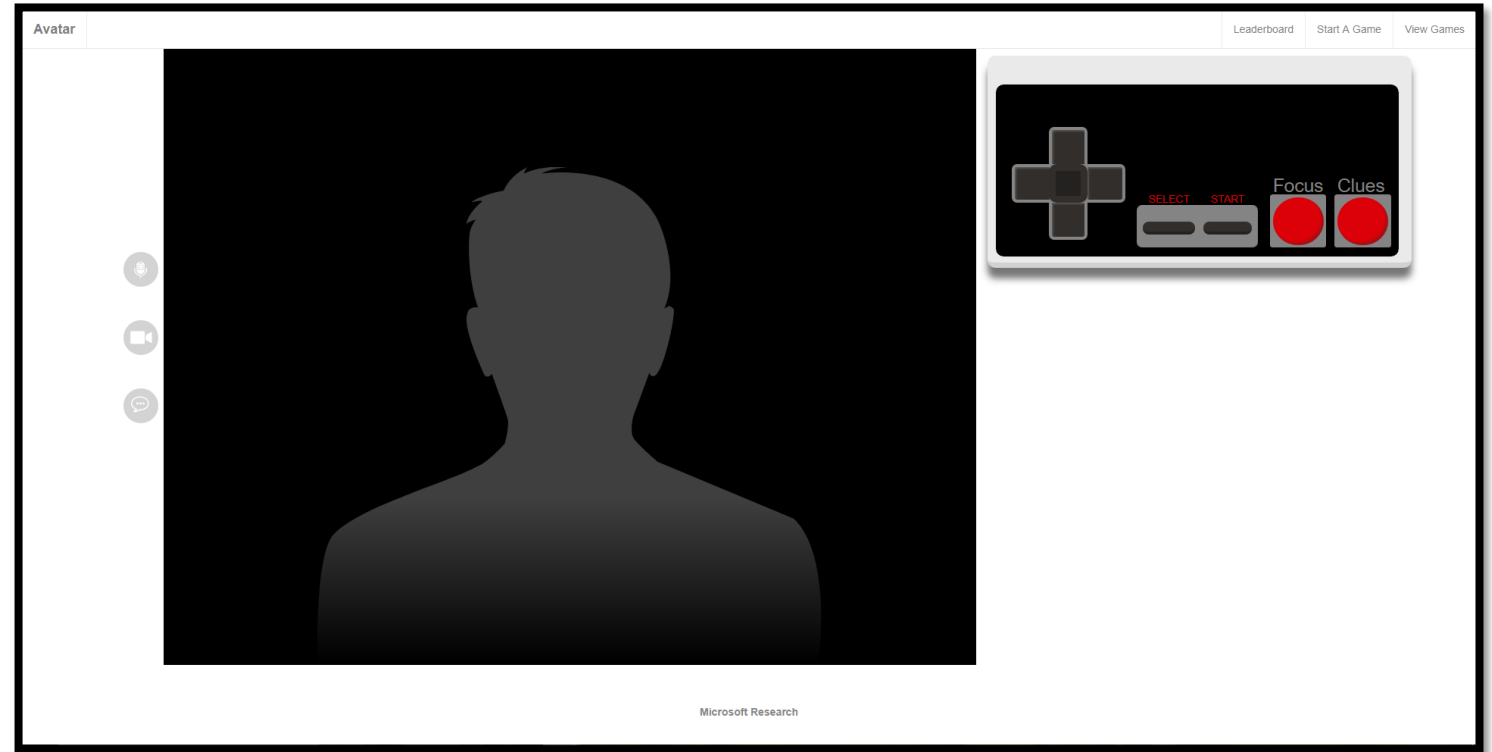 Avatar
Leaderboard Start A Game View Games
Focus Clues
SELECT START
Microsoft Research